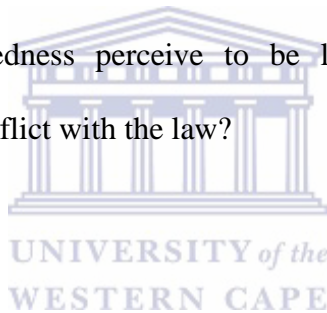 edness perceive to be l
flict with the law?
UNIVERSITY of the
WESTERN CAPE